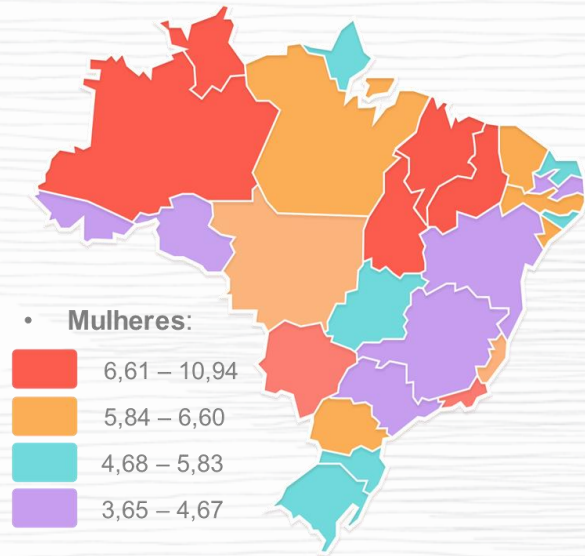 • Mulheres:
6,61 – 10,94
5,84 – 6,60
4,68 – 5,83
3,65 – 4,67